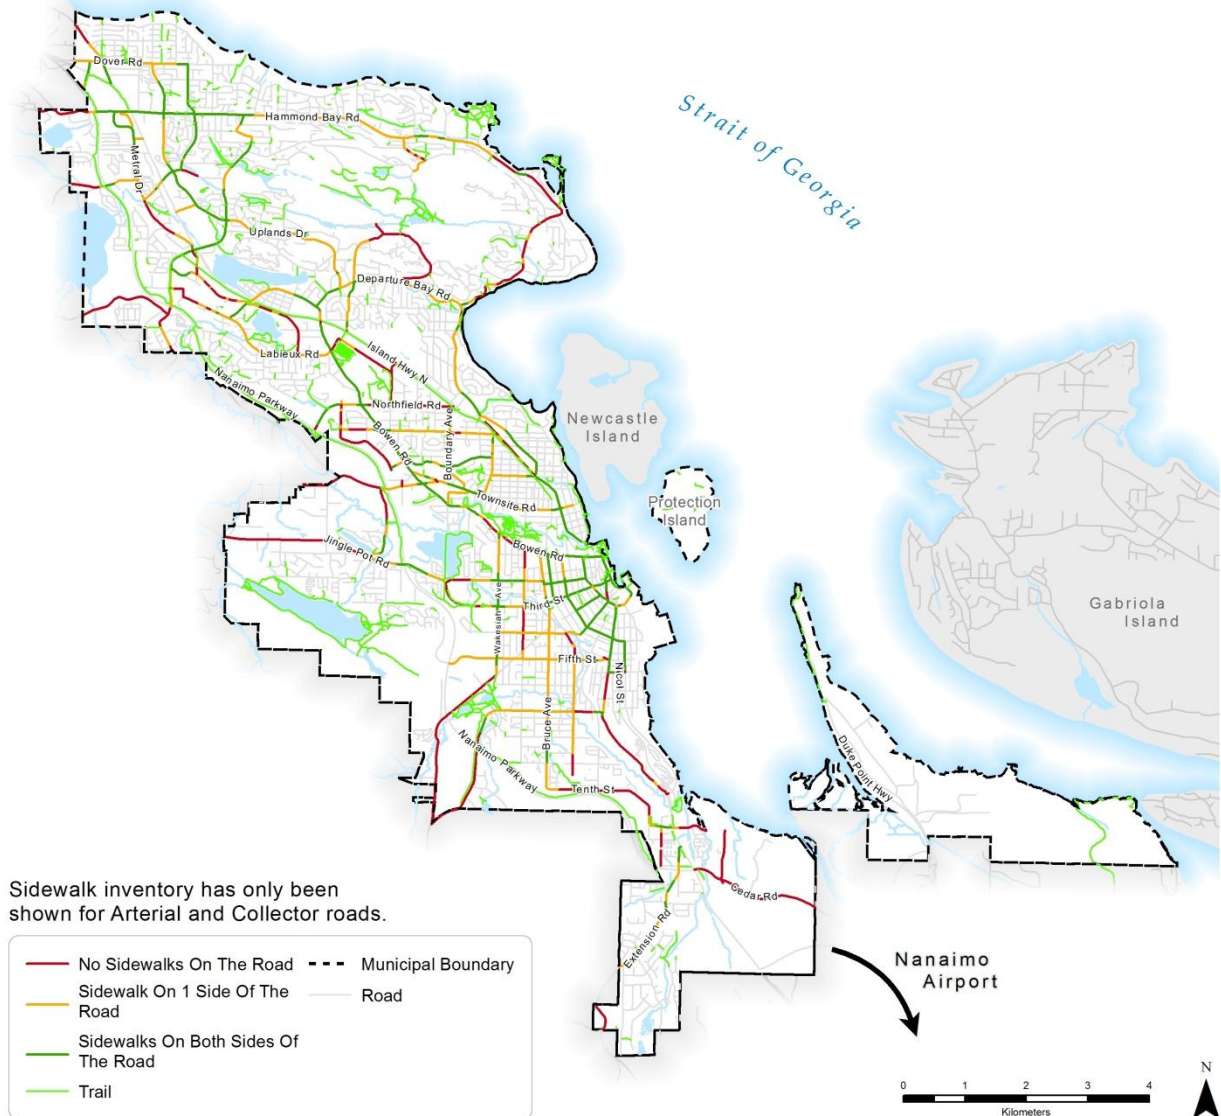 Dover Rd
Hammond Bay Rd
Strait of Georgia
Metral Dr
Uplands Dr
Departure Bay Rd
Island Hwy N
Labieux Rd
Nanaimo Parkway
Northfield Rd
Bowen Rd
Boundary Ave
Newcastle
Island
Townsite Rd
Protection
Island
Jingle Pot Rd
Bowen Rd
Wakesiah Ave
Third St
Gabriola
Island
Fifth St
Nicol St
Bruce Ave
Nanaimo Parkway
Duke Point Hwy
Tenth St
Cedar Rd
Extension Rd
Nanaimo
Airport
Sidewalk inventory has only been
shown for Arterial and Collector roads.
No Sidewalks On The Road
Municipal Boundary
Sidewalk On 1 Side Of The
Road
Road
Sidewalks On Both Sides Of
The Road
Trail
N
0 1 2 3 4
Kilometers